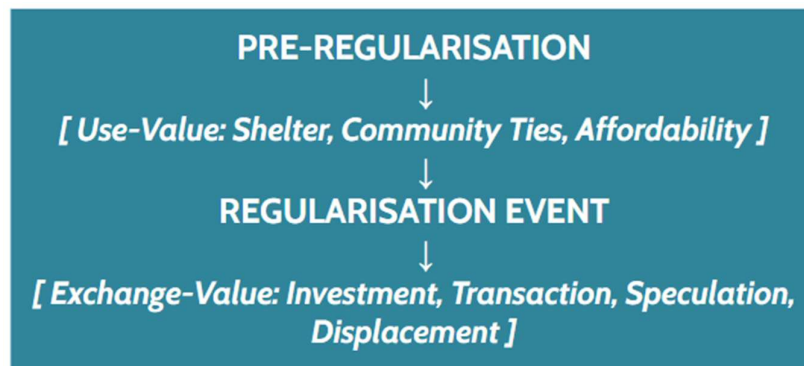 PRE-REGULARISATION
↓
[ Use-Value: Shelter, Community Ties, Affordability ]
↓
REGULARISATION EVENT
↓
[ Exchange-Value: Investment, Transaction, Speculation,
Displacement ]